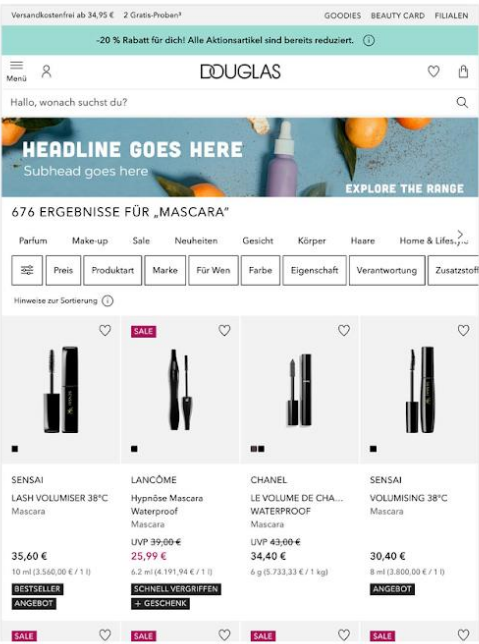 Versandkostenfrei ab 34,95 € 2 Gratis-Proben³ GOODIES BEAUTY CARD FILIALEN
-20 % Rabatt für dich! Alle Aktionsartikel sind bereits reduziert.
Menü
DOUGLAS
Hallo, wonach suchst du?
HEADLINE GOES HERE
Subhead goes here
EXPLORE THE RANGE
676 ERGEBNISSE FÜR „MASCARA“
Parfum Make-up Sale Neuheiten Gesicht Körper Haare Home & Lifestyle
Preis Produktart Marke Für Wen Farbe Eigenschaft Verantwortung Zusatzstoff
Hinweise zur Sortierung
SALE
SENSAI
LASH VOLUMISER 38°C
Mascara
35,60 €
10 ml (3.560,00 € / 1 l)
BESTSELLER
ANGEBOT
LANCÔME
Hypnôse Mascara
Waterproof
Mascara
UVP 39,00 €
25,99 €
6.2 ml (4.191,94 € / 1 l)
SCHNELL VERGRIFFEN
+ GESCHENK
CHANEL
LE VOLUME DE CHA...
WATERPROOF
Mascara
UVP 43,00 €
34,40 €
6 g (5.733,33 € / 1 kg)
SENSAI
VOLUMISING 38°C
Mascara
30,40 €
8 ml (3.800,00 € / 1 l)
ANGEBOT
SALE SALE SALE SALE